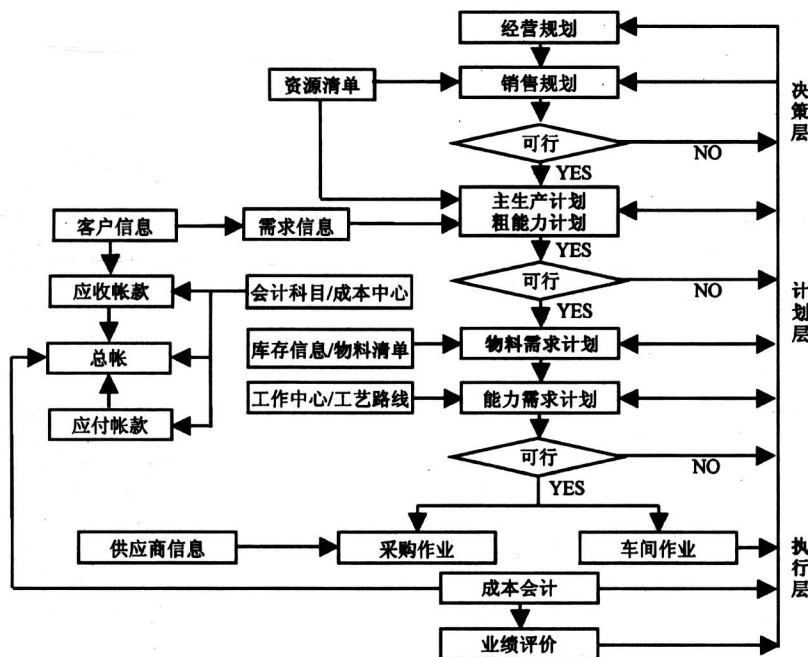 经营规划
资源清单
销售规划
决策层
可行
NO
YES
主生产计划
粗能力计划
客户信息
需求信息
YES
应收帐款
会计科目/成本中心
可行
NO
计划层
YES
总帐
库存信息/物料清单
物料需求计划
工作中心/工艺路线
能力需求计划
应付帐款
可行
NO
YES
供应商信息
采购作业
车间作业
执行层
成本会计
业绩评价